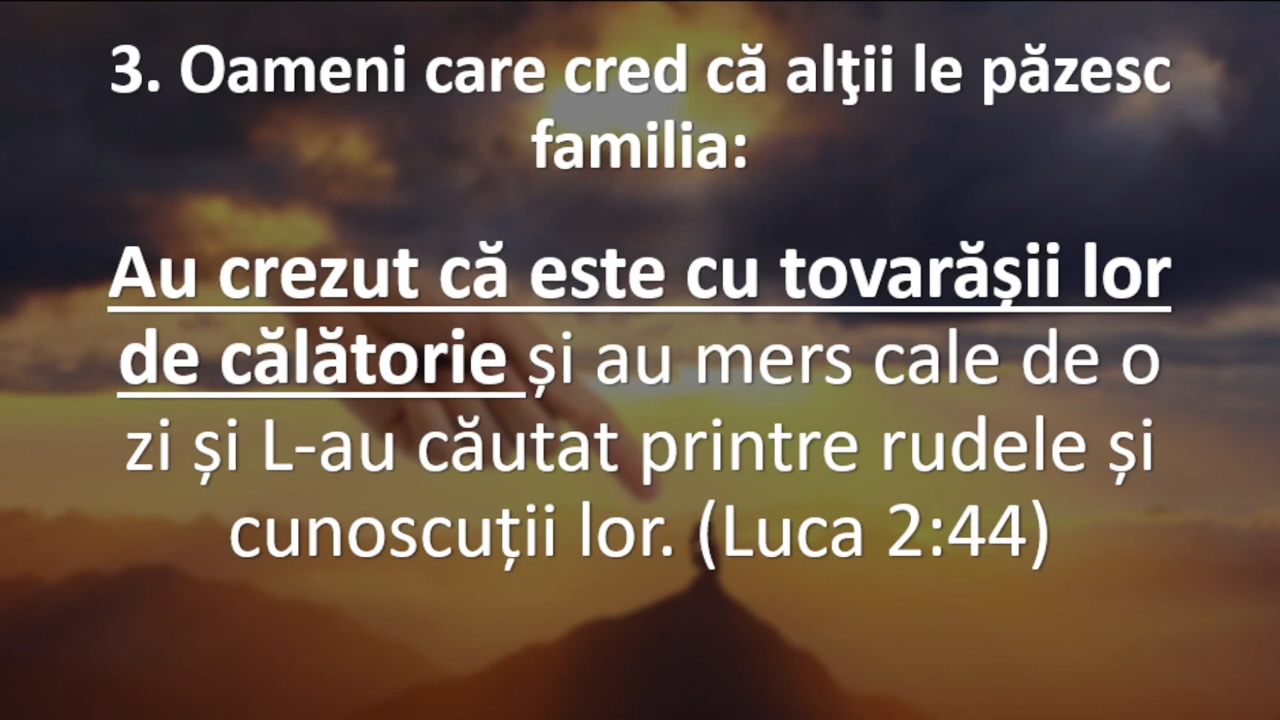 3. Oameni care cred că alţii le păzesc
familia:
Au crezut că este cu tovarășii lor
de călătorie și au mers cale de o
zi și L-au căutat printre rudele și
cunoscuții lor. (Luca 2:44)